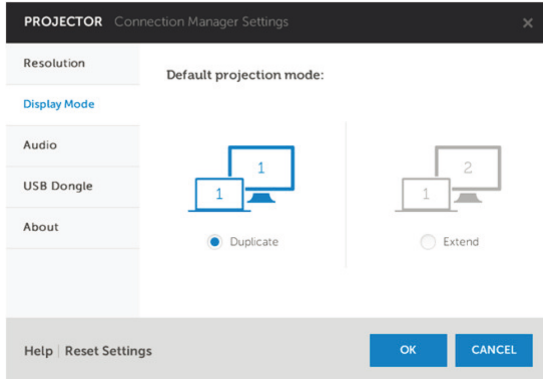 PROJECTOR Connection Manager Settings ×
Resolution
Default projection mode:
Display Mode
Audio
USB Dongle
About
1
1
2
1
Duplicate
Extend
Help | Reset Settings
OK
CANCEL